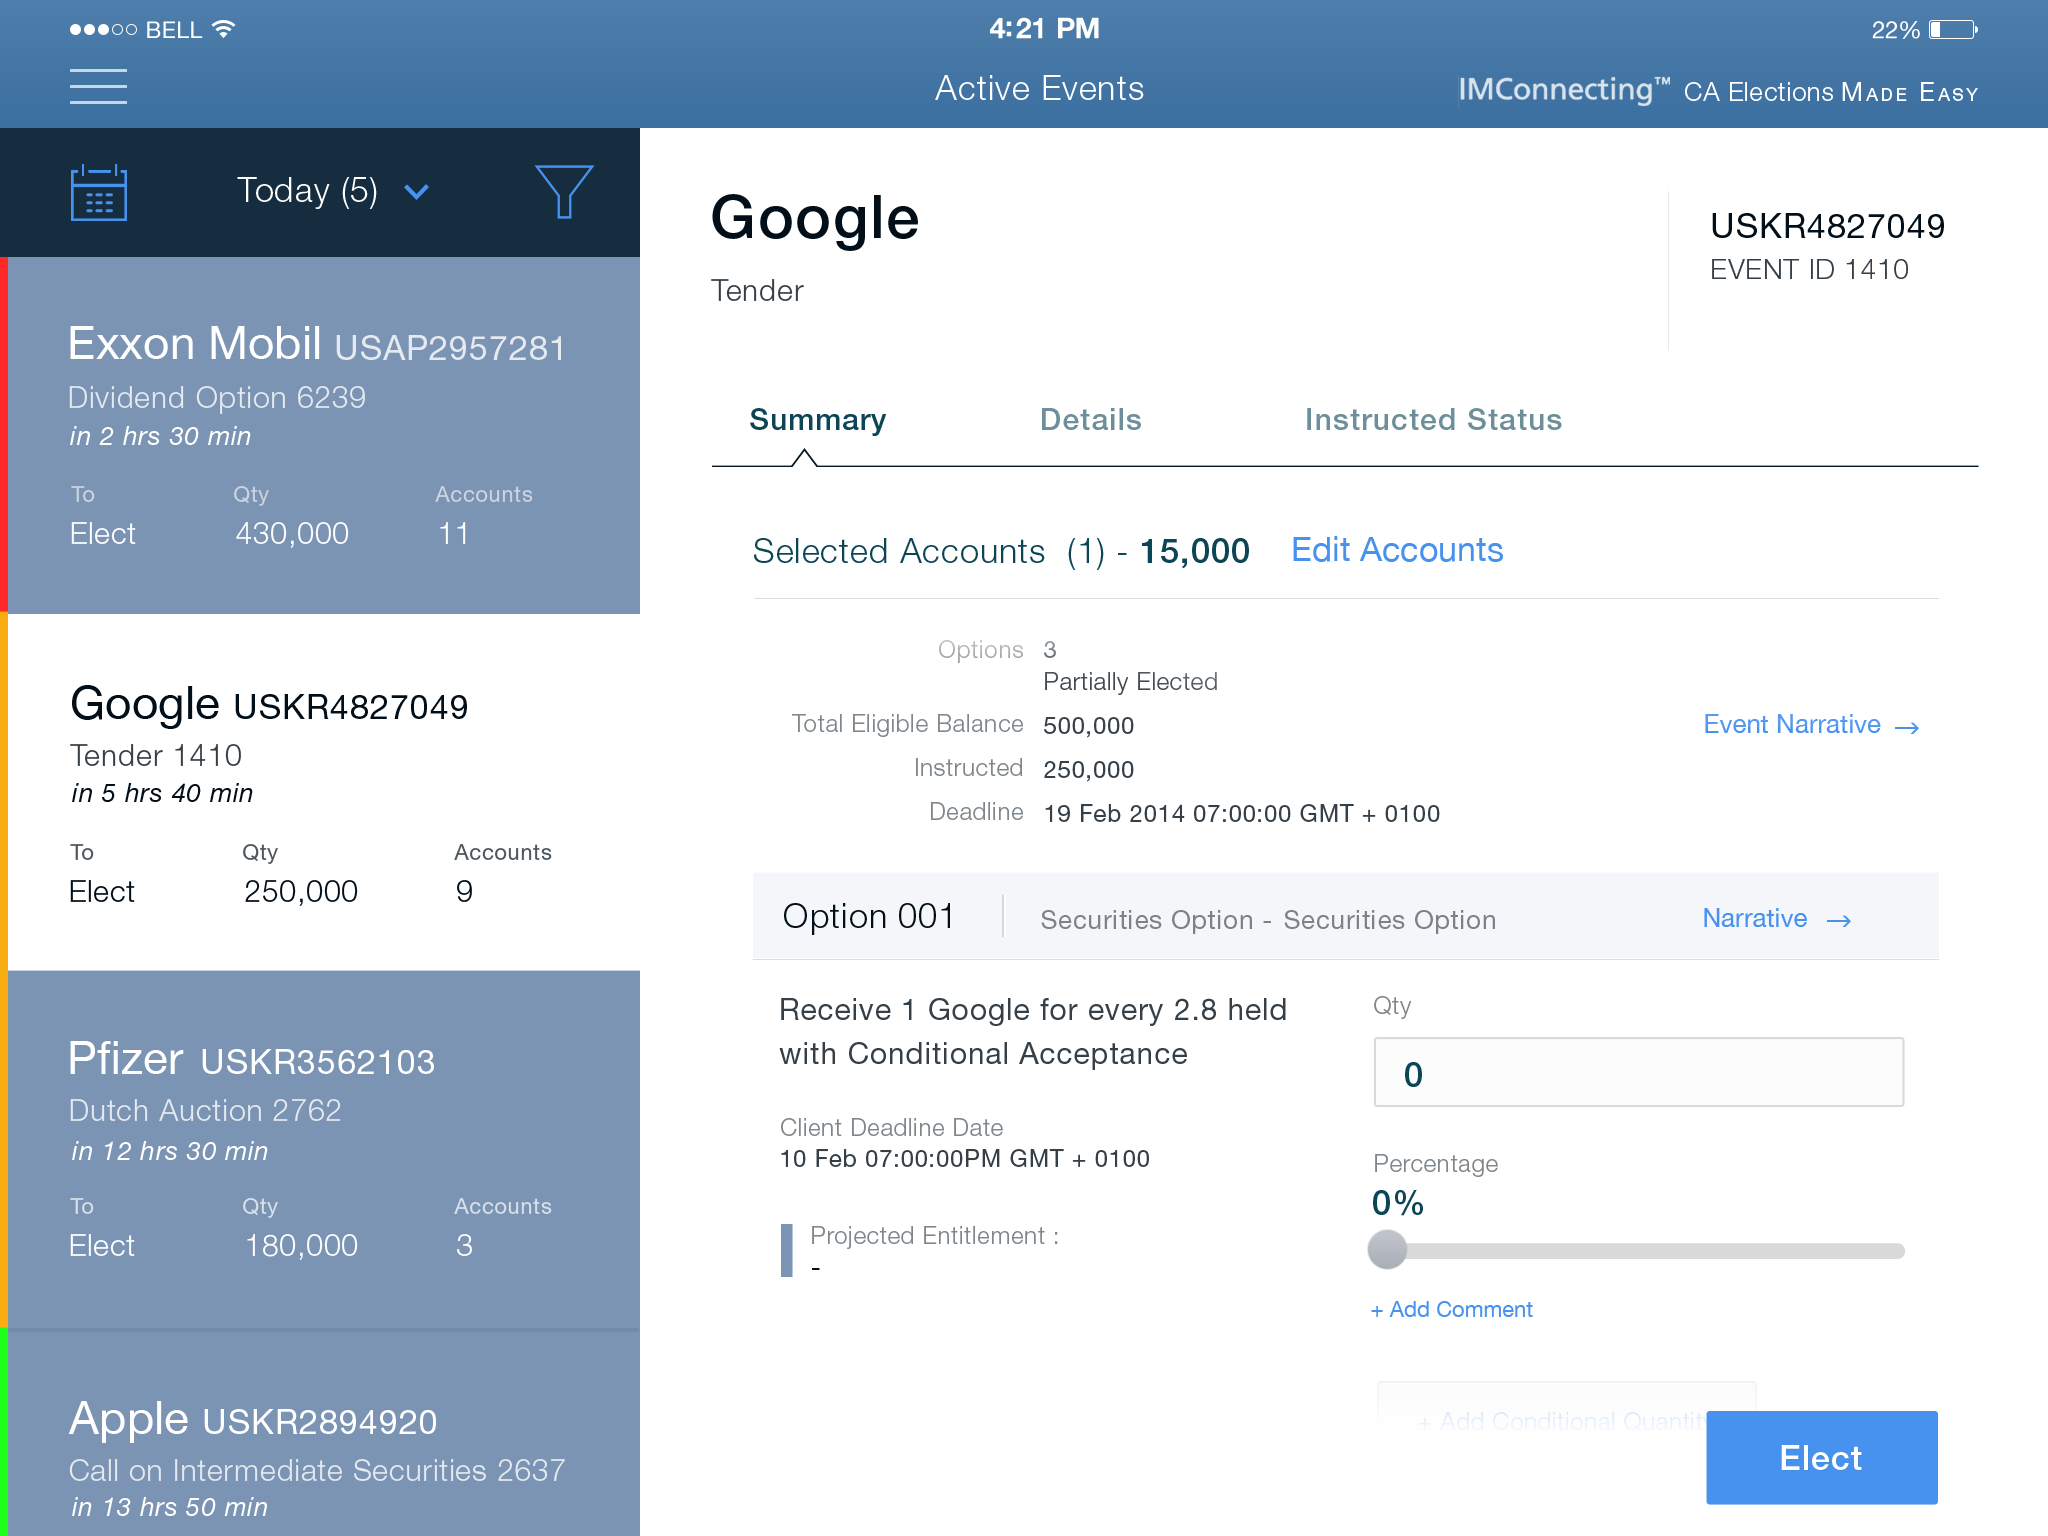 BELL
4:21 PM
22%
Active Events
IMConnecting™ CA Elections Made Easy
Today (5)
Exxon Mobil USAP2957281
Dividend Option 6239
in 2 hrs 30 min
To Qty Accounts
Elect 430,000 11
Google USKR4827049
Tender 1410
in 5 hrs 40 min
To Qty Accounts
Elect 250,000 9
Pfizer USKR3562103
Dutch Auction 2762
in 12 hrs 30 min
To Qty Accounts
Elect 180,000 3
Apple USKR2894920
Call on Intermediate Securities 2637
in 13 hrs 50 min
Google
Tender
USKR4827049
EVENT ID 1410
Summary Details Instructed Status
Selected Accounts (1) - 15,000 Edit Accounts
Options 3
Partially Elected
Total Eligible Balance 500,000
Event Narrative →
Instructed 250,000
Deadline 19 Feb 2014 07:00:00 GMT + 0100
Option 001 Securities Option - Securities Option Narrative →
Receive 1 Google for every 2.8 held
with Conditional Acceptance
Client Deadline Date
10 Feb 07:00:00PM GMT + 0100
Projected Entitlement :
-
Qty
0
Percentage
0%
+ Add Comment
+ Add Conditional Quantity
Elect